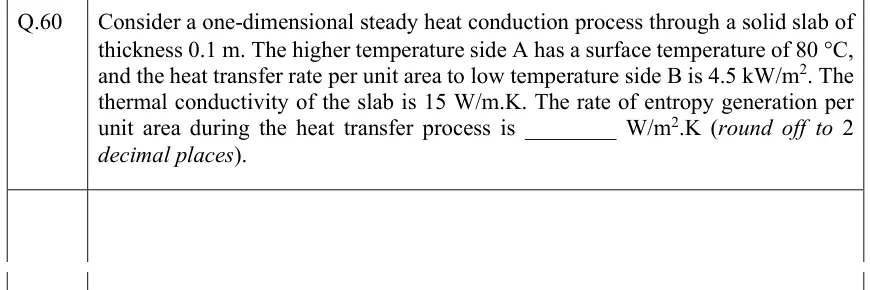 Q.60 Consider a one-dimensional steady heat conduction process through a solid slab of
thickness 0.1 m. The higher temperature side A has a surface temperature of 80 °C,
and the heat transfer rate per unit area to low temperature side B is 4.5 kW/m². The
thermal conductivity of the slab is 15 W/m.K. The rate of entropy generation per
unit area during the heat transfer process is ________ W/m².K (round off to 2
decimal places).